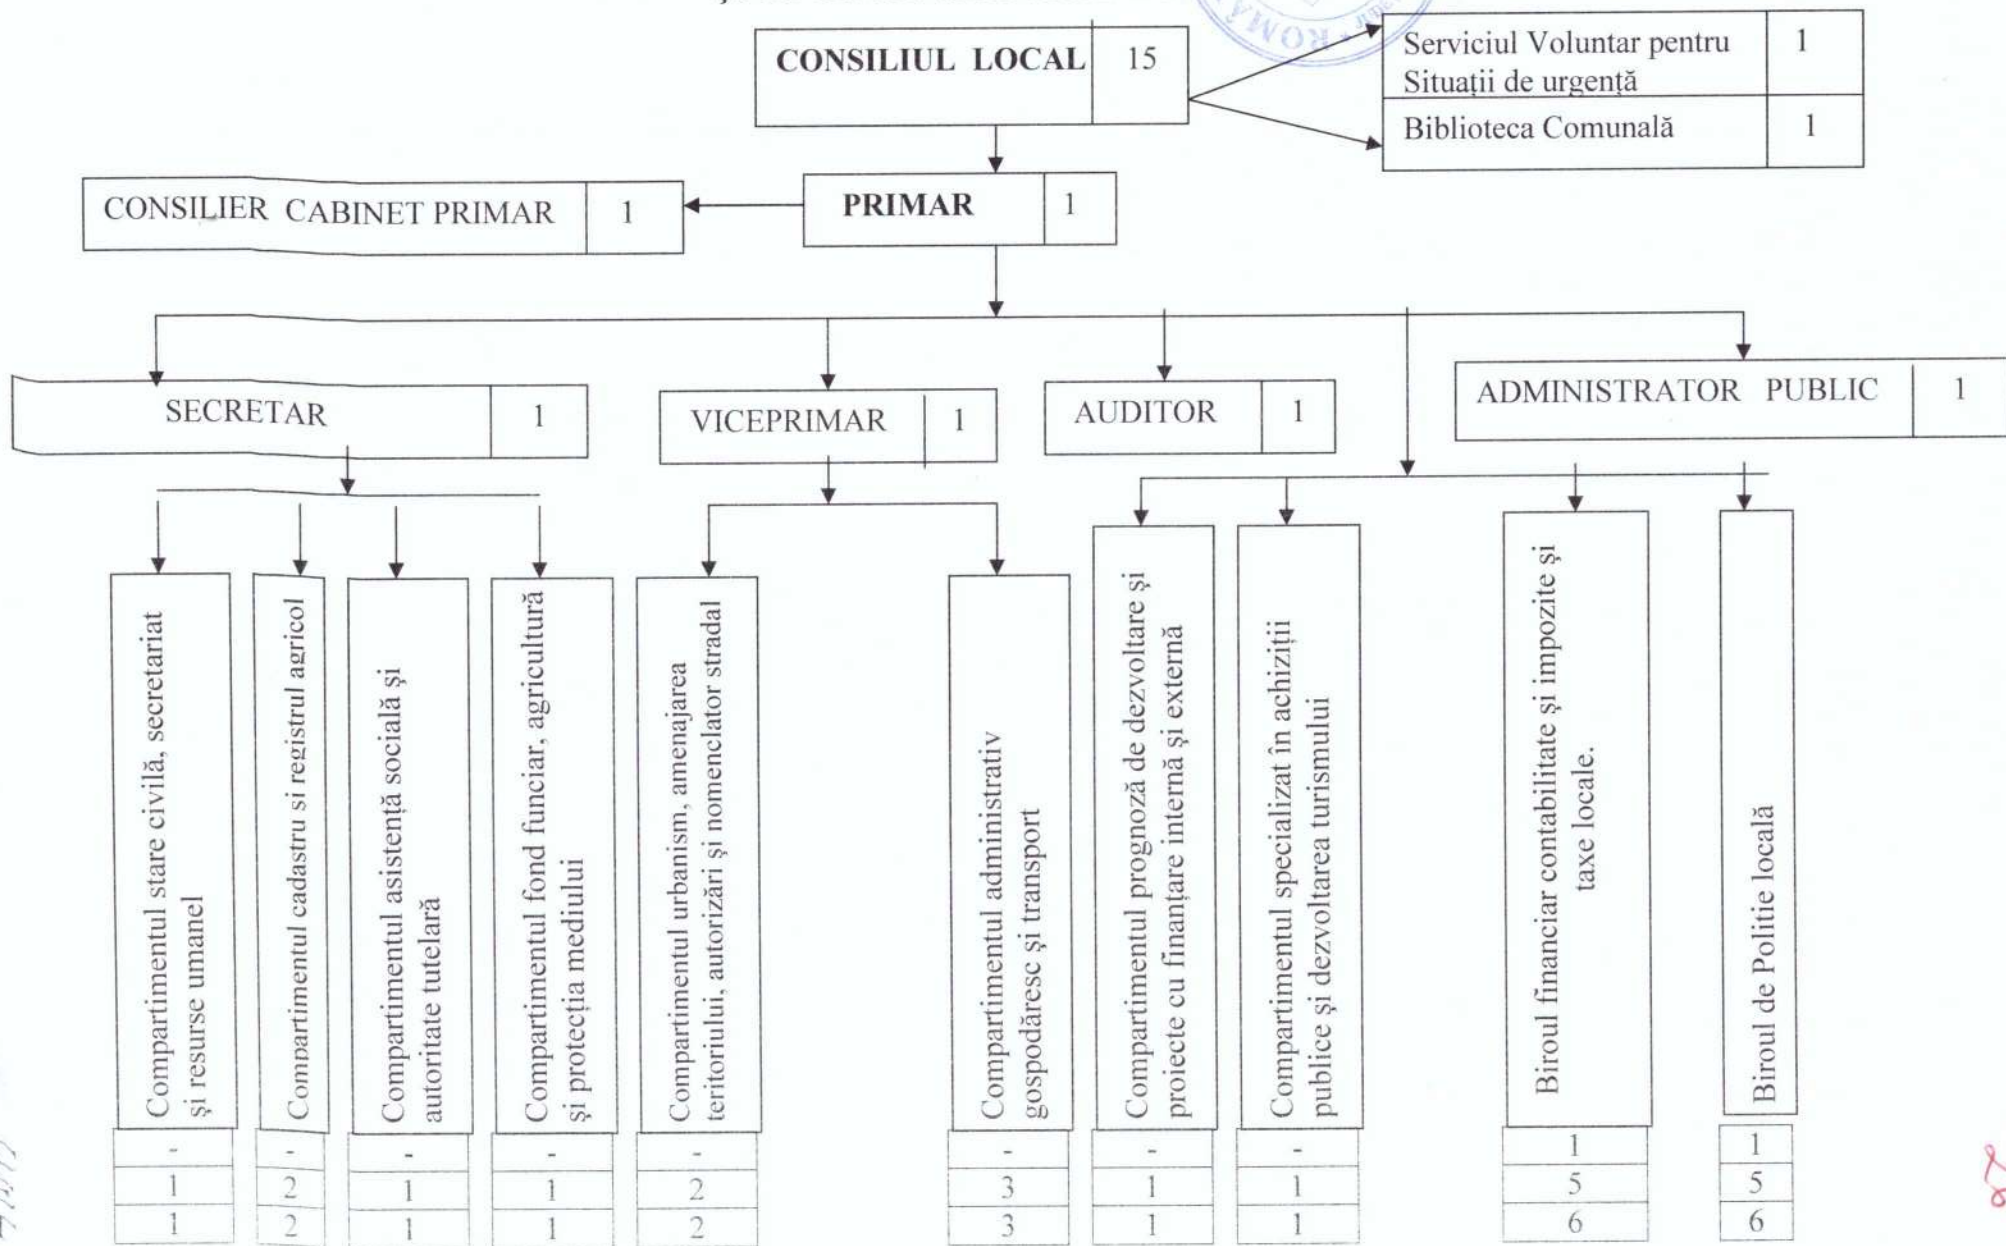 ROMÂ
CONSILIUL LOCAL 15
Serviciul Voluntar pentru 1
Situații de urgență
Biblioteca Comunală 1
CONSILIER CABINET PRIMAR 1
PRIMAR 1
SECRETAR 1
VICEPRIMAR 1
AUDITOR 1
ADMINISTRATOR PUBLIC 1
Compartimentul stare civilă, secretariat
și resurse umanel
-
1
1
Compartimentul cadastru si registrul agricol
-
2
2
Compartimentul asistență socială și
autoritate tutelară
-
1
1
Compartimentul fond funciar, agricultură
și protecția mediului
-
1
1
Compartimentul urbanism, amenajarea
teritoriului, autorizări și nomenclator stradal
-
2
2
Compartimentul administrativ
gospodăresc și transport
-
3
3
Compartimentul prognoză de dezvoltare și
proiecte cu finanțare internă și externă
-
1
1
Compartimentul specializat în achiziții
publice și dezvoltarea turismului
-
1
1
Biroul financiar contabilitate și impozite și
taxe locale.
1
5
6
Biroul de Politie locală
1
5
6